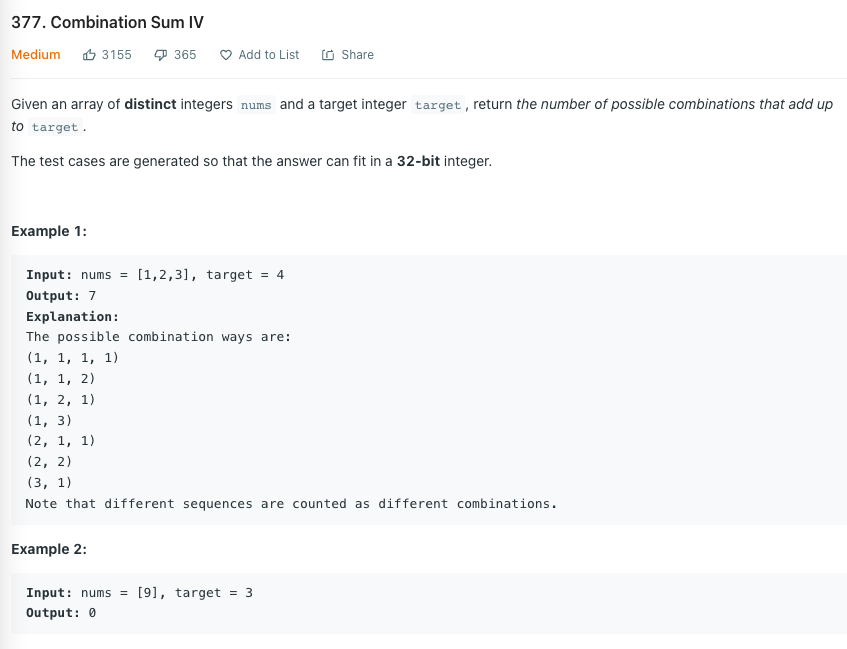 377. Combination Sum IV
Medium 3155 365 Add to List Share
Given an array of distinct integers nums and a target integer target, return the number of possible combinations that add up
to target.
The test cases are generated so that the answer can fit in a 32-bit integer.
Example 1:
Input: nums = [1,2,3], target = 4
Output: 7
Explanation:
The possible combination ways are:
(1, 1, 1, 1)
(1, 1, 2)
(1, 2, 1)
(1, 3)
(2, 1, 1)
(2, 2)
(3, 1)
Note that different sequences are counted as different combinations.
Example 2:
Input: nums = [9], target = 3
Output: 0